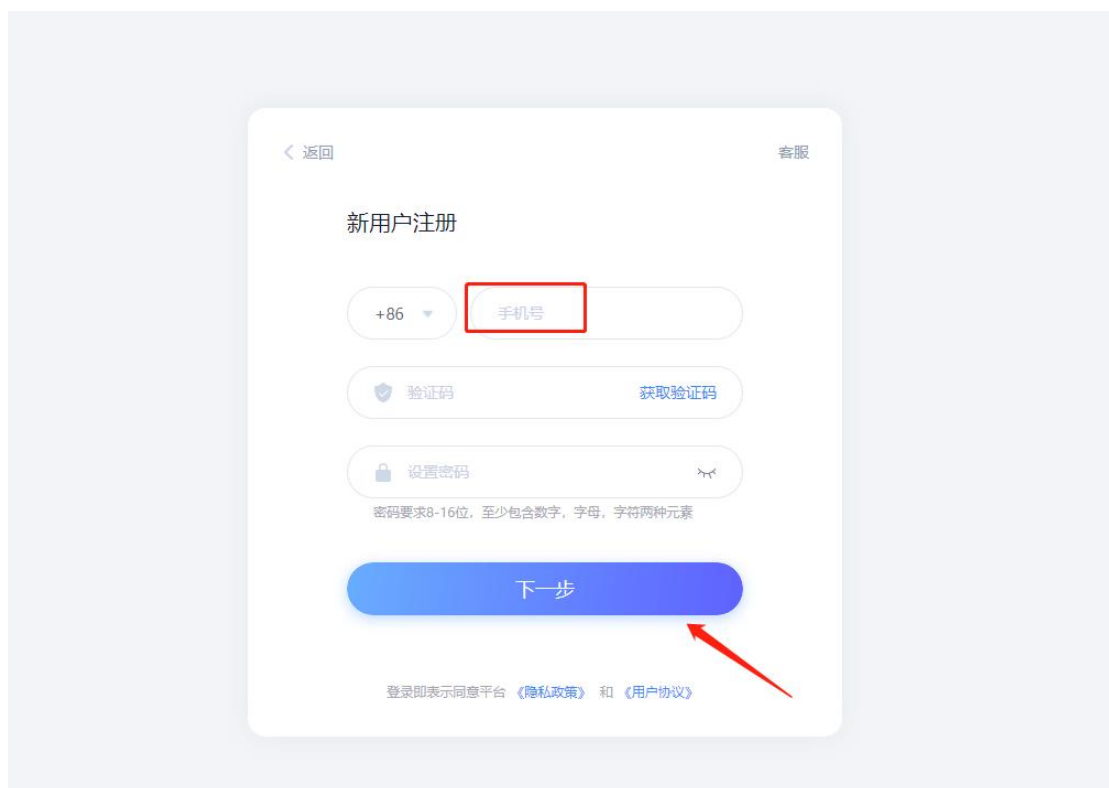 返回
客服
新用户注册
+86
手机号
验证码
获取验证码
设置密码
密码要求8-16位，至少包含数字，字母，字符两种元素
下一步
登录即表示同意平台 《隐私政策》 和 《用户协议》